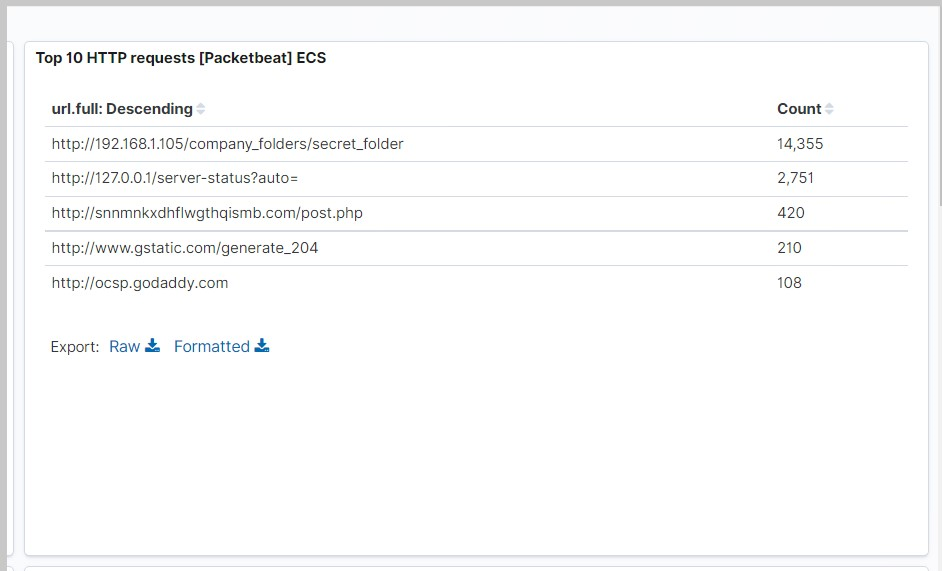 Top 10 HTTP requests [Packetbeat] ECS
url.full: Descending Count
http://192.168.1.105/company_folders/secret_folder 14,355
http://127.0.0.1/server-status?auto= 2,751
http://snnmnkxdhflwgthqismb.com/post.php 420
http://www.gstatic.com/generate_204 210
http://ocsp.godaddy.com 108
Export: Raw Formatted